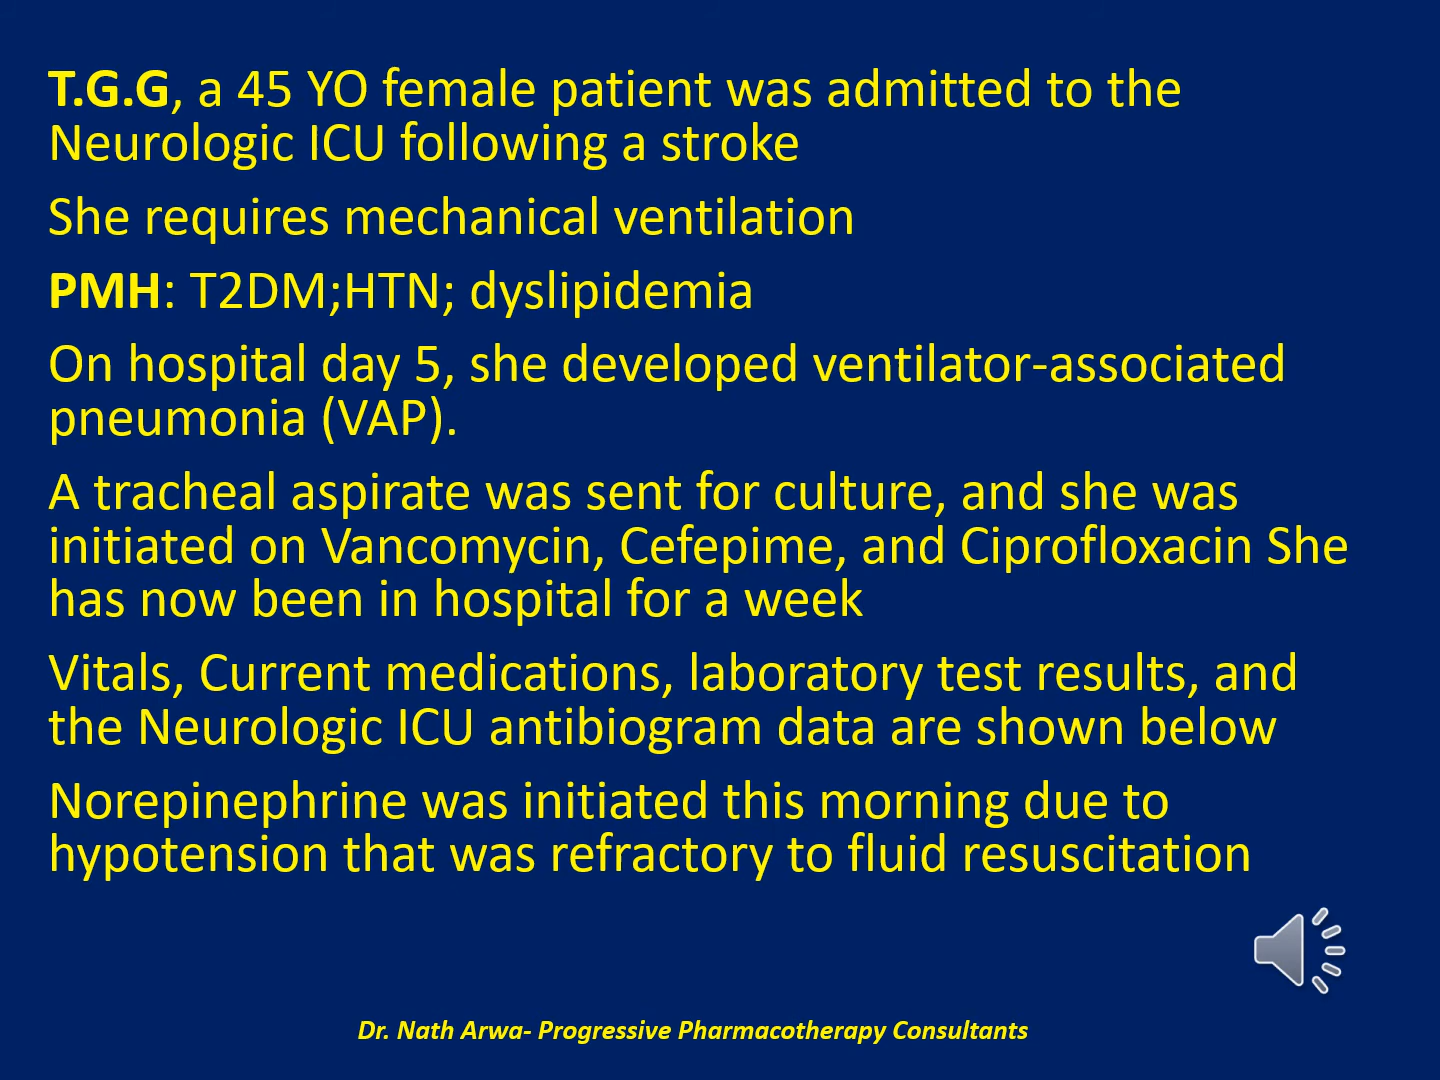 T.G.G, a 45 YO female patient was admitted to the
Neurologic ICU following a stroke
She requires mechanical ventilation
PMH: T2DM;HTN; dyslipidemia
On hospital day 5, she developed ventilator-associated
pneumonia (VAP).
A tracheal aspirate was sent for culture, and she was
initiated on Vancomycin, Cefepime, and Ciprofloxacin She
has now been in hospital for a week
Vitals, Current medications, laboratory test results, and
the Neurologic ICU antibiogram data are shown below
Norepinephrine was initiated this morning due to
hypotension that was refractory to fluid resuscitation
Dr. Nath Arwa- Progressive Pharmacotherapy Consultants